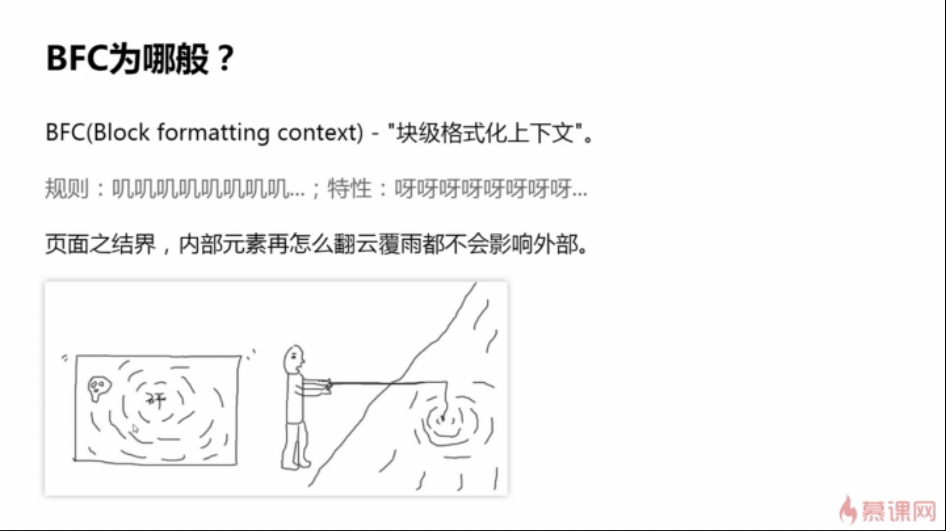 BFC为哪般？
BFC(Block formatting context) - "块级格式化上下文"。
规则：叽叽叽叽叽叽叽叽...；特性：呀呀呀呀呀呀呀呀...
页面之结界，内部元素再怎么翻云覆雨都不会影响外部。
慕课网